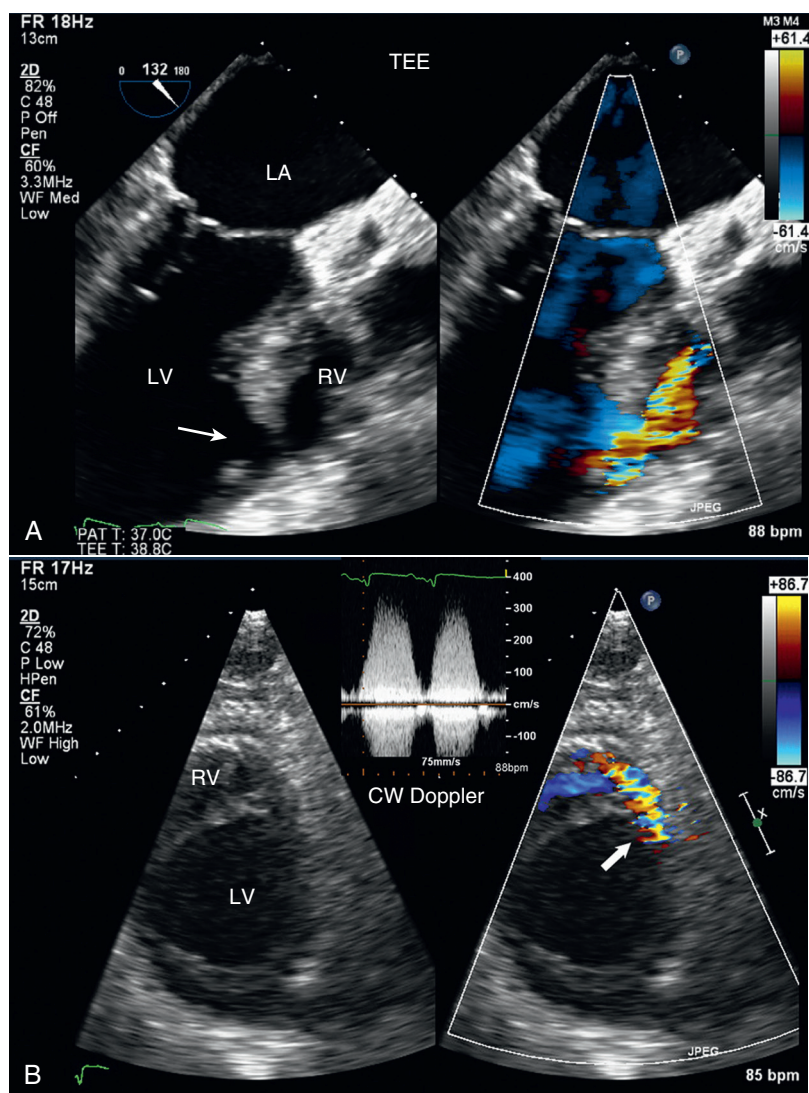 FR 18Hz
13cm
2D
82%
C 48
P Off
Pen
CF
60%
3.3MHz
WF Med
Low
0 132 180
TEE
P
M3 M4
+61.4
-61.4
cm/s
LA
LV
RV
JPEG
A
PAT T: 37.0C
TEE T: 38.8C
88 bpm
FR 17Hz
15cm
2D
72%
C 48
P Low
HPen
CF
61%
2.0MHz
WF High
Low
400
300
200
100
cm/s
-100
75mm/s
88bpm
CW Doppler
P
+86.7
-86.7
cm/s
x
RV
LV
JPEG
B
85 bpm